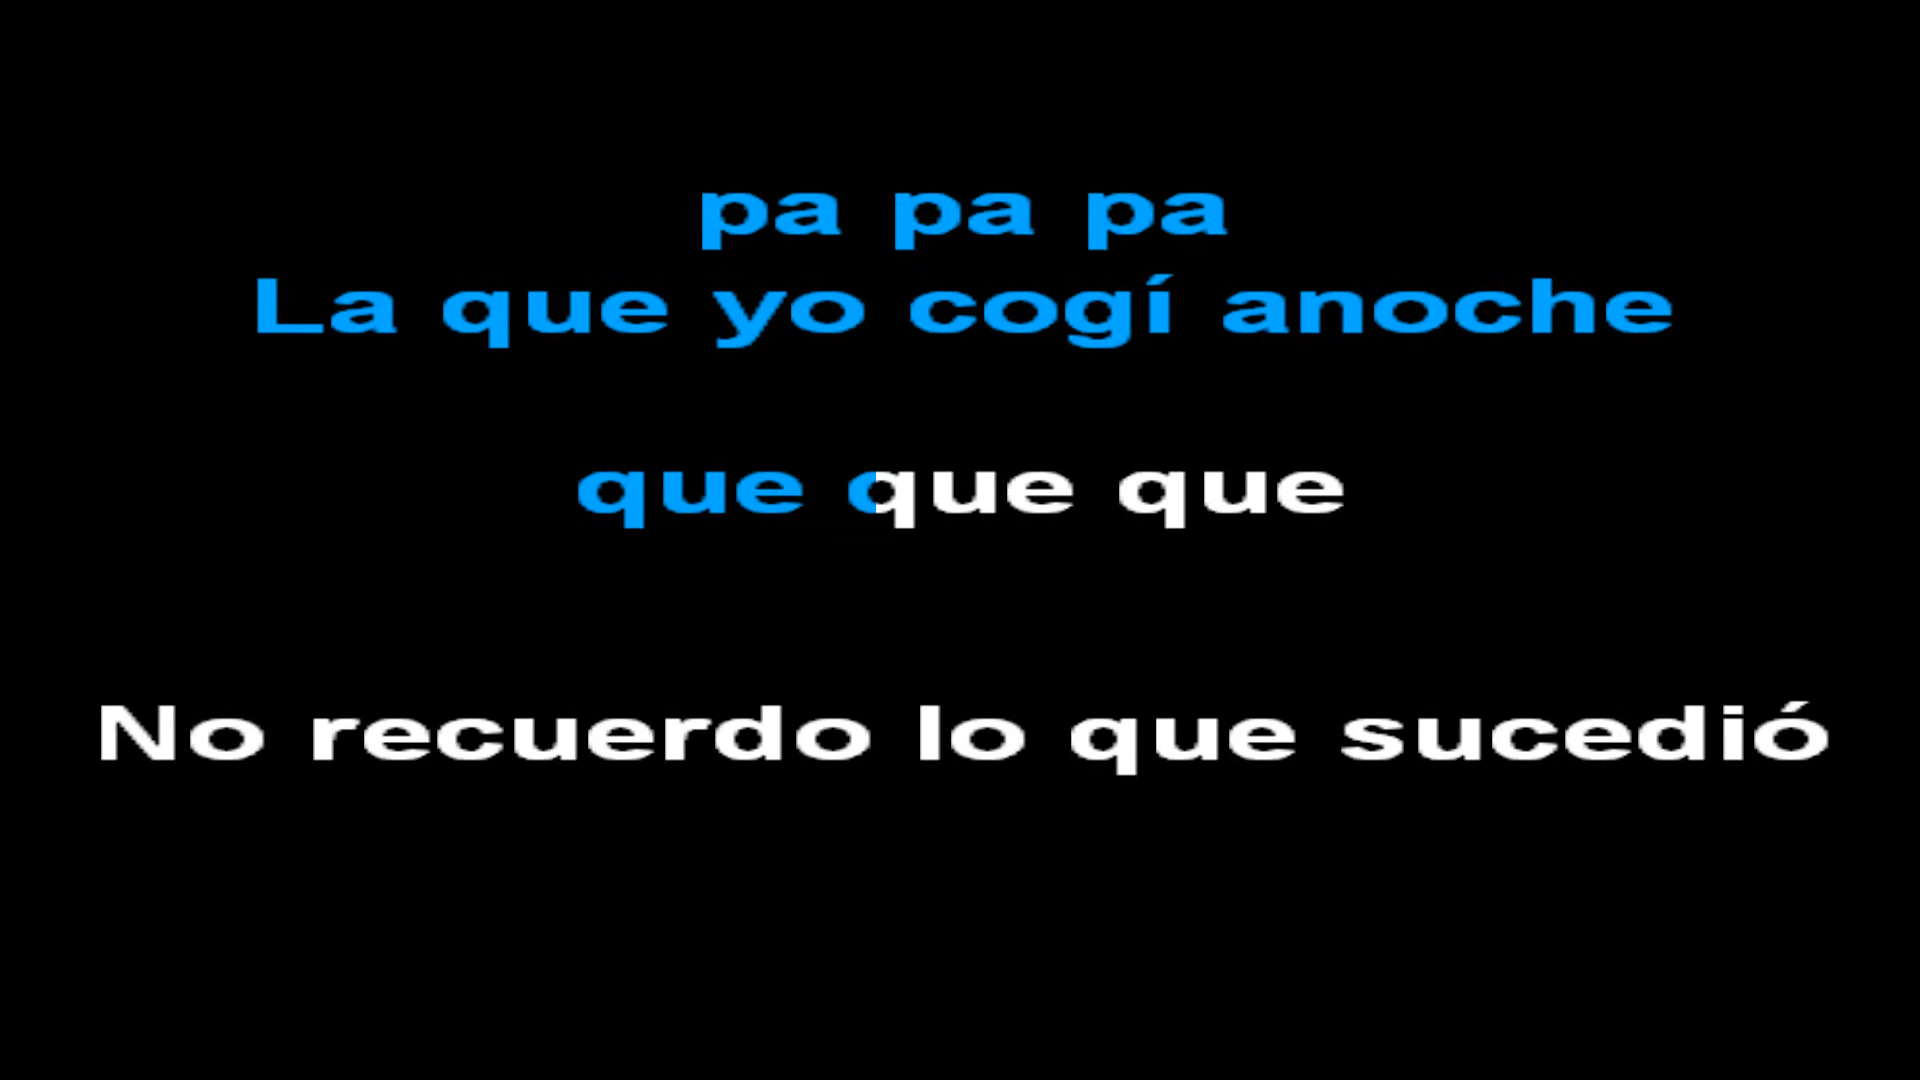 pa pa pa
La que yo cogí anoche
que que que
No recuerdo lo que sucedió